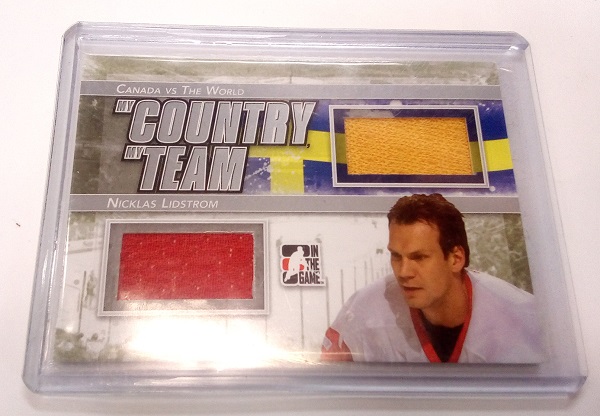 CANADA VS THE WORLD
MY COUNTRY,
MY TEAM
NICKLAS LIDSTROM
IN
THE
GAME